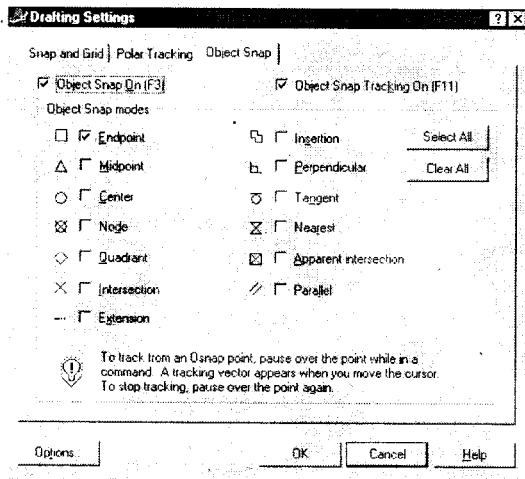 Drafting Settings
Snap and Grid Polar Tracking Object Snap
Object Snap On (F3) Object Snap Tracking On (F11)
Object Snap modes
Endpoint Insertion Select All
Midpoint Perpendicular Clear All
Center Tangent
Node Nearest
Quadrant Apparent intersection
Intersection Parallel
Extension
To track from an Osnap point, pause over the point while in a
command. A tracking vector appears when you move the cursor.
To stop tracking, pause over the point again.
Options... OK Cancel Help